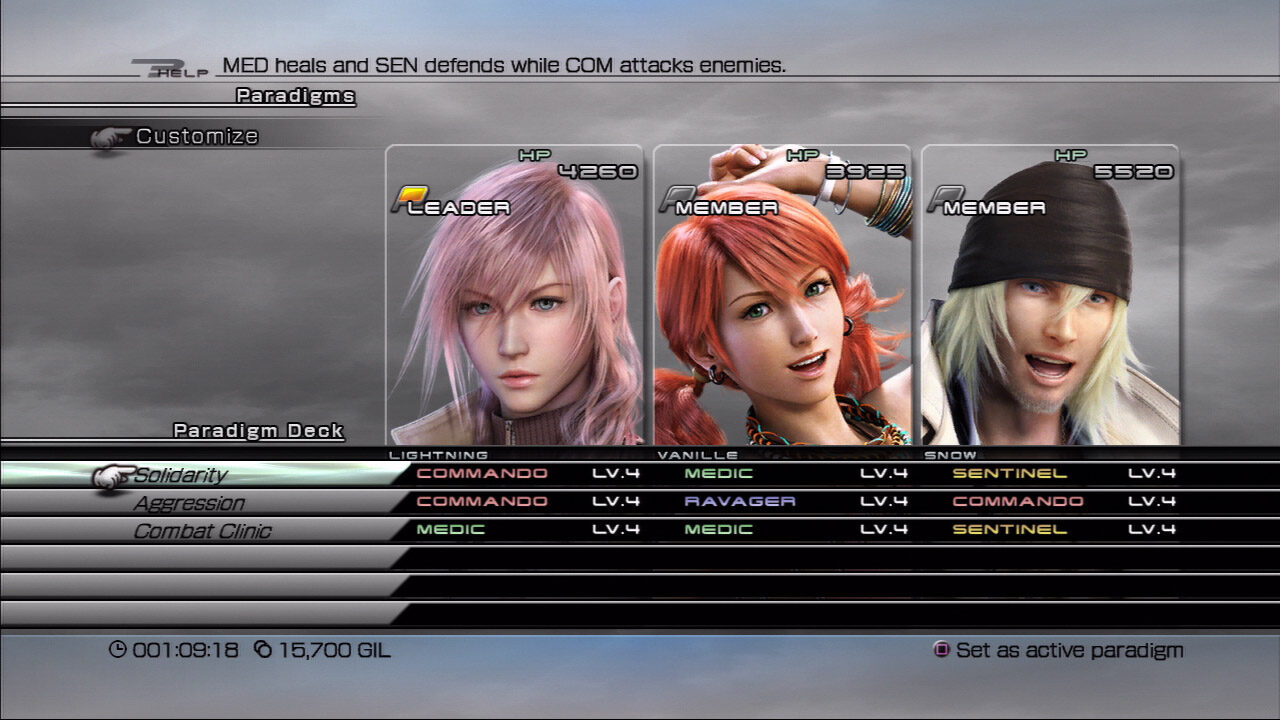 HELP MED heals and SEN defends while COM attacks enemies.
Paradigms
Customize
HP 4260 HP 3925 HP 5520
LEADER MEMBER MEMBER
Paradigm Deck
LIGHTNING VANILLE SNOW
Solidarity COMMANDO LV.4 MEDIC LV.4 SENTINEL LV.4
Aggression COMMANDO LV.4 RAVAGER LV.4 COMMANDO LV.4
Combat Clinic MEDIC LV.4 MEDIC LV.4 SENTINEL LV.4
001:09:18 15,700 GIL Set as active paradigm